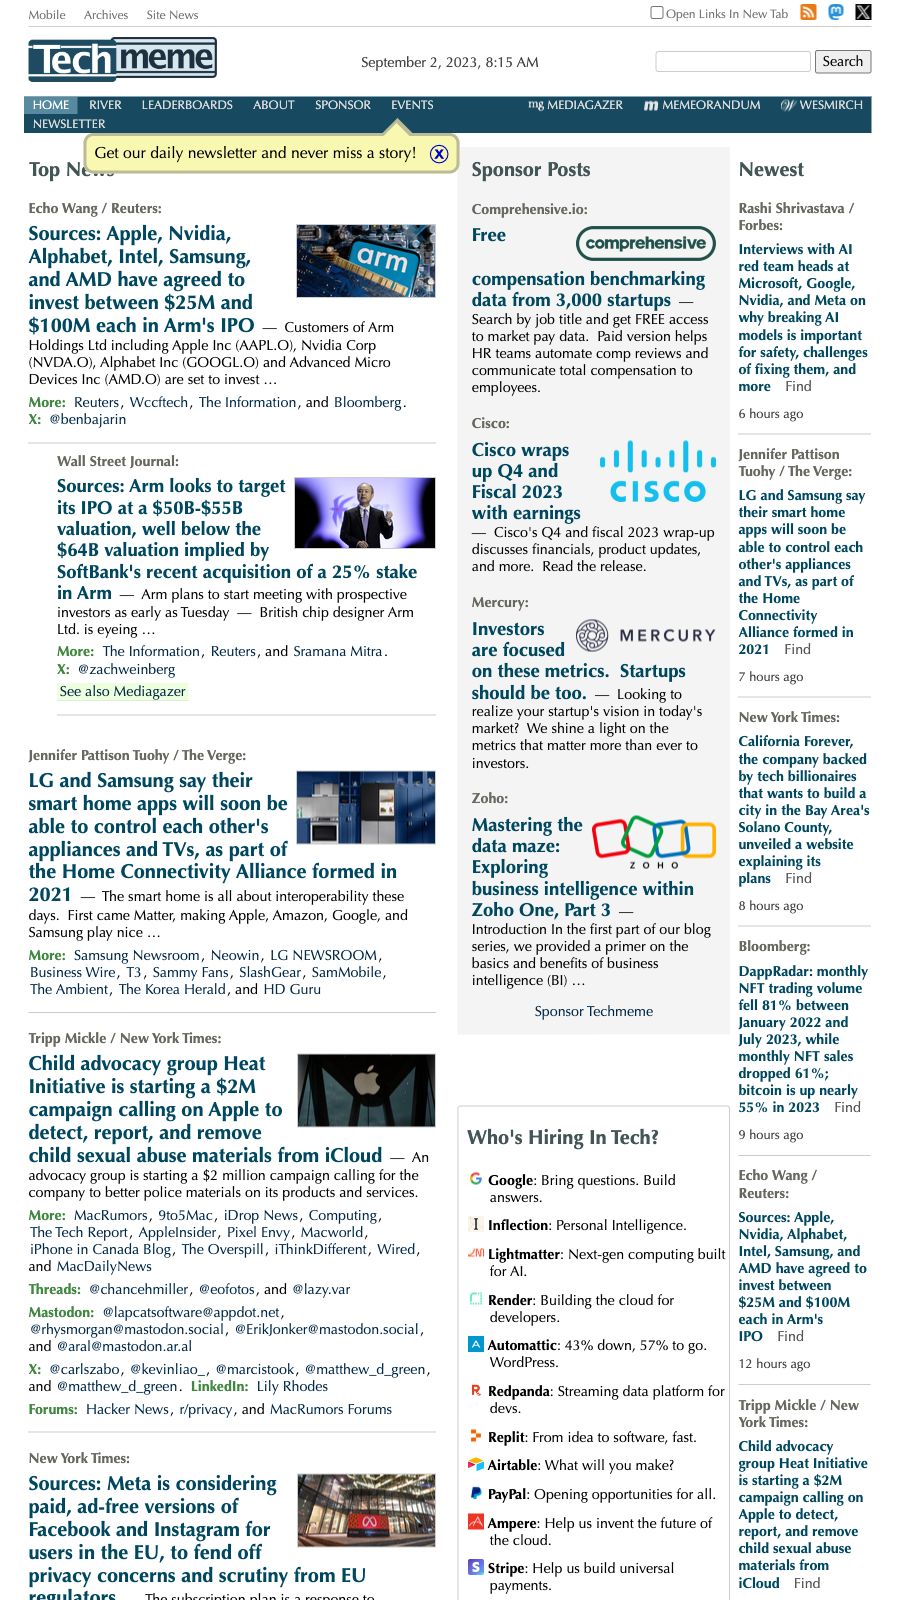 Mobile Archives Site News
Open Links In New Tab
Techmeme
September 2, 2023, 8:15 AM
Search
HOME RIVER LEADERBOARDS ABOUT SPONSOR EVENTS mg MEDIAGAZER m MEMEORANDUM W WESMIRCH
NEWSLETTER
Get our daily newsletter and never miss a story! X
Top News
Echo Wang / Reuters:
Sources: Apple, Nvidia,
Alphabet, Intel, Samsung,
and AMD have agreed to
invest between $25M and
$100M each in Arm's IPO — Customers of Arm
Holdings Ltd including Apple Inc (AAPL.O), Nvidia Corp
(NVDA.O), Alphabet Inc (GOOGL.O) and Advanced Micro
Devices Inc (AMD.O) are set to invest …
arm
More: Reuters, Wccftech, The Information, and Bloomberg.
X: @benbajarin
Wall Street Journal:
Sources: Arm looks to target
its IPO at a $50B-$55B
valuation, well below the
$64B valuation implied by
SoftBank's recent acquisition of a 25% stake
in Arm — Arm plans to start meeting with prospective
investors as early as Tuesday — British chip designer Arm
Ltd. is eyeing …
More: The Information, Reuters, and Sramana Mitra.
X: @zachweinberg
See also Mediagazer
Jennifer Pattison Tuohy / The Verge:
LG and Samsung say their
smart home apps will soon be
able to control each other's
appliances and TVs, as part of
the Home Connectivity Alliance formed in
2021 — The smart home is all about interoperability these
days. First came Matter, making Apple, Amazon, Google, and
Samsung play nice …
More: Samsung Newsroom, Neowin, LG NEWSROOM,
Business Wire, T3, Sammy Fans, SlashGear, SamMobile,
The Ambient, The Korea Herald, and HD Guru
Tripp Mickle / New York Times:
Child advocacy group Heat
Initiative is starting a $2M
campaign calling on Apple to
detect, report, and remove
child sexual abuse materials from iCloud — An
advocacy group is starting a $2 million campaign calling for the
company to better police materials on its products and services.
More: MacRumors, 9to5Mac, iDrop News, Computing,
The Tech Report, AppleInsider, Pixel Envy, Macworld,
iPhone in Canada Blog, The Overspill, iThinkDifferent, Wired,
and MacDailyNews
Threads: @chancehmiller, @eofotos, and @lazy.var
Mastodon: @lapcatsoftware@appdot.net,
@rhysmorgan@mastodon.social, @ErikJonker@mastodon.social,
and @aral@mastodon.ar.al
X: @carlszabo, @kevinliao_, @marcistook, @matthew_d_green,
and @matthew_d_green. LinkedIn: Lily Rhodes
Forums: Hacker News, r/privacy, and MacRumors Forums
New York Times:
Sources: Meta is considering
paid, ad-free versions of
Facebook and Instagram for
users in the EU, to fend off
privacy concerns and scrutiny from EU
regulators — The subscription plan is a response to
Sponsor Posts
Comprehensive.io:
comprehensive
Free
compensation benchmarking
data from 3,000 startups —
Search by job title and get FREE access
to market pay data. Paid version helps
HR teams automate comp reviews and
communicate total compensation to
employees.
Cisco:
CISCO
Cisco wraps
up Q4 and
Fiscal 2023
with earnings
— Cisco's Q4 and fiscal 2023 wrap-up
discusses financials, product updates,
and more. Read the release.
Mercury:
MERCURY
Investors
are focused
on these metrics. Startups
should be too. — Looking to
realize your startup's vision in today's
market? We shine a light on the
metrics that matter more than ever to
investors.
Zoho:
ZOHO
Mastering the
data maze:
Exploring
business intelligence within
Zoho One, Part 3 —
Introduction In the first part of our blog
series, we provided a primer on the
basics and benefits of business
intelligence (BI) …
Sponsor Techmeme
Who's Hiring In Tech?
Google: Bring questions. Build
answers.
Inflection: Personal Intelligence.
Lightmatter: Next-gen computing built
for AI.
Render: Building the cloud for
developers.
Automattic: 43% down, 57% to go.
WordPress.
Redpanda: Streaming data platform for
devs.
Replit: From idea to software, fast.
Airtable: What will you make?
PayPal: Opening opportunities for all.
Ampere: Help us invent the future of
the cloud.
Stripe: Help us build universal
payments.
Newest
Rashi Shrivastava /
Forbes:
Interviews with AI
red team heads at
Microsoft, Google,
Nvidia, and Meta on
why breaking AI
models is important
for safety, challenges
of fixing them, and
more Find
6 hours ago
Jennifer Pattison
Tuohy / The Verge:
LG and Samsung say
their smart home
apps will soon be
able to control each
other's appliances
and TVs, as part of
the Home
Connectivity
Alliance formed in
2021 Find
7 hours ago
New York Times:
California Forever,
the company backed
by tech billionaires
that wants to build a
city in the Bay Area's
Solano County,
unveiled a website
explaining its
plans Find
8 hours ago
Bloomberg:
DappRadar: monthly
NFT trading volume
fell 81% between
January 2022 and
July 2023, while
monthly NFT sales
dropped 61%;
bitcoin is up nearly
55% in 2023 Find
9 hours ago
Echo Wang /
Reuters:
Sources: Apple,
Nvidia, Alphabet,
Intel, Samsung, and
AMD have agreed to
invest between
$25M and $100M
each in Arm's
IPO Find
12 hours ago
Tripp Mickle / New
York Times:
Child advocacy
group Heat Initiative
is starting a $2M
campaign calling on
Apple to detect,
report, and remove
child sexual abuse
materials from
iCloud Find